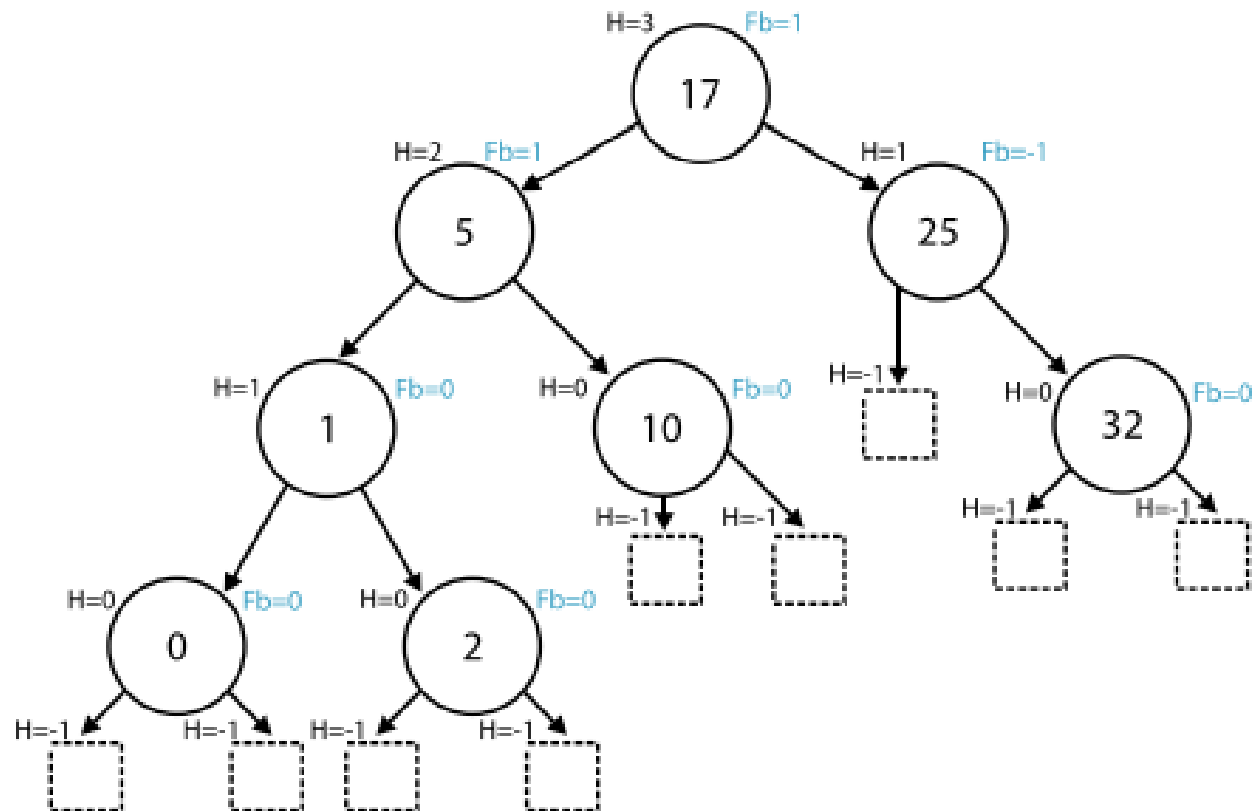 H=3 Fb=1
17
H=2 Fb=1 H=1 Fb=-1
5 25
H=1 Fb=0 H=0 Fb=0 H=-1 H=0 Fb=0
1 10 32
H=-1 H=-1 H=-1 H=-1
H=0 Fb=0 H=0 Fb=0
0 2
H=-1 H=-1 H=-1 H=-1